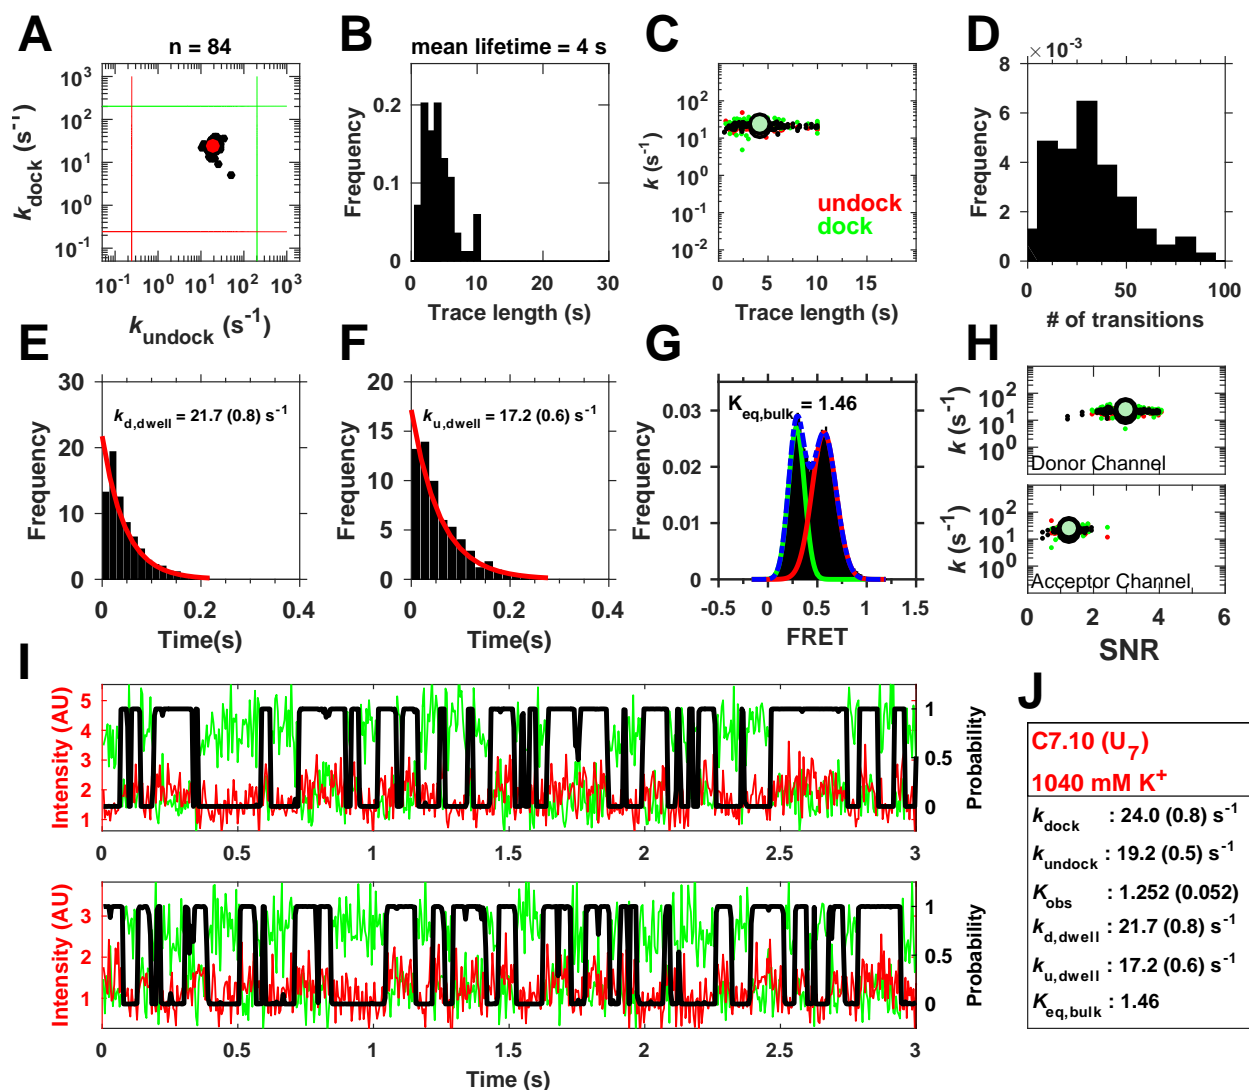 A
n = 84
k_dock (s⁻¹)
10³
10²
10¹
10⁰
10⁻¹
10⁻¹ 10⁰ 10¹ 10² 10³
k_undock (s⁻¹)
B
mean lifetime = 4 s
Frequency
0.2
0.1
0
0 10 20 30
Trace length (s)
C
k (s⁻¹)
10²
10¹
10⁰
10⁻¹
10⁻²
undock
dock
0 5 10 15
Trace length (s)
D
×10⁻³
Frequency
8
6
4
2
0
0 50 100
# of transitions
E
Frequency
30
20
10
0
k_d,dwell = 21.7 (0.8) s⁻¹
0 0.2 0.4
Time(s)
F
Frequency
20
15
10
5
0
k_u,dwell = 17.2 (0.6) s⁻¹
0 0.2 0.4
Time(s)
G
K_eq,bulk = 1.46
Frequency
0.03
0.02
0.01
0
-0.5 0 0.5 1 1.5
FRET
H
k (s⁻¹)
10²
10¹
10⁰
Donor Channel
k (s⁻¹)
10²
10¹
10⁰
Acceptor Channel
0 2 4 6
SNR
I
Intensity (AU)
5
4
3
2
1
1
0.5
0
Probability
0 0.5 1 1.5 2 2.5 3
Intensity (AU)
3
2
1
1
0.5
0
Probability
0 0.5 1 1.5 2 2.5 3
Time (s)
J
C7.10 (U₇)
1040 mM K⁺
k_dock : 24.0 (0.8) s⁻¹
k_undock : 19.2 (0.5) s⁻¹
K_obs : 1.252 (0.052)
k_d,dwell : 21.7 (0.8) s⁻¹
k_u,dwell : 17.2 (0.6) s⁻¹
K_eq,bulk : 1.46